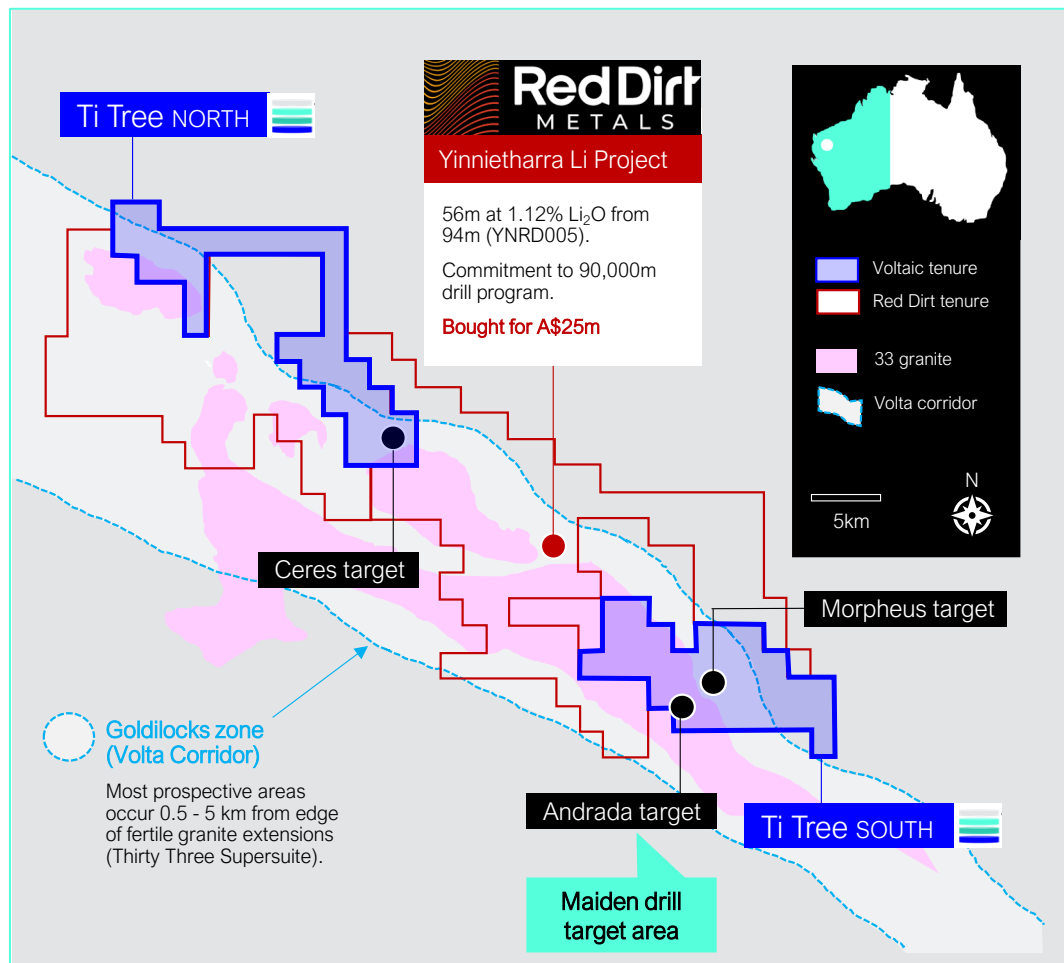 Ti Tree NORTH
Red Dirt
METALS
Yinnietharra Li Project
56m at 1.12% Li₂O from
94m (YNRD005).
Commitment to 90,000m
drill program.
Bought for A$25m
Voltaic tenure
Red Dirt tenure
33 granite
Volta corridor
N
5km
Ceres target
Morpheus target
Goldilocks zone
(Volta Corridor)
Most prospective areas
occur 0.5 - 5 km from edge
of fertile granite extensions
(Thirty Three Supersuite).
Andrada target
Ti Tree SOUTH
Maiden drill
target area